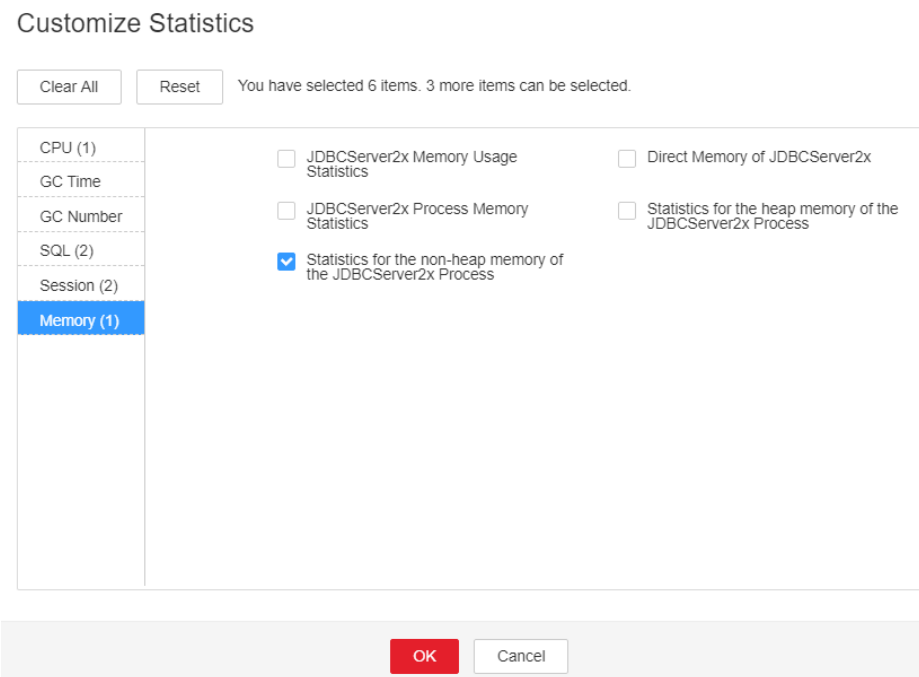 Customize Statistics
Clear All
Reset
You have selected 6 items. 3 more items can be selected.
CPU (1)
GC Time
GC Number
SQL (2)
Session (2)
Memory (1)
JDBCServer2x Memory Usage
Statistics
Direct Memory of JDBCServer2x
JDBCServer2x Process Memory
Statistics
Statistics for the heap memory of the
JDBCServer2x Process
Statistics for the non-heap memory of
the JDBCServer2x Process
OK
Cancel